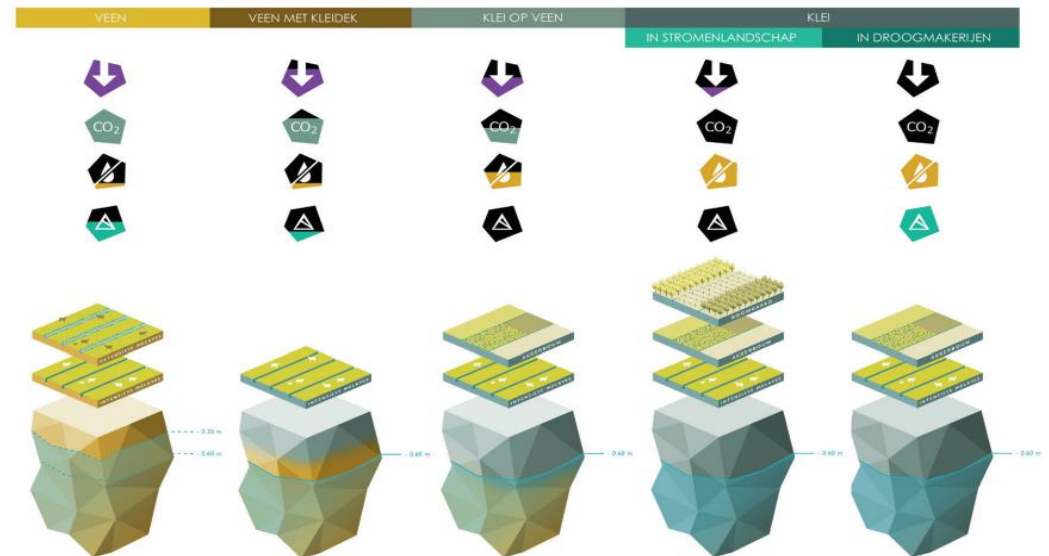 VEEN
VEEN MET KLEIDEK
KLEI OP VEEN
KLEI
IN STROMENLANDSCHAP
IN DROOGMAKERIJEN
CO2
CO2
CO2
CO2
CO2
BOOMGAARD
INTENSIEVE MELKVEE
AKKERBOUW
AKKERBOUW
AKKERBOUW
INTENSIEVE MELKVEE
INTENSIEVE MELKVEE
INTENSIEVE MELKVEE
INTENSIEVE MELKVEE
INTENSIEVE MELKVEE
- 0.60 m
- 0.60 m
- 0.60 m
- 0.60 m
- 0.60 m